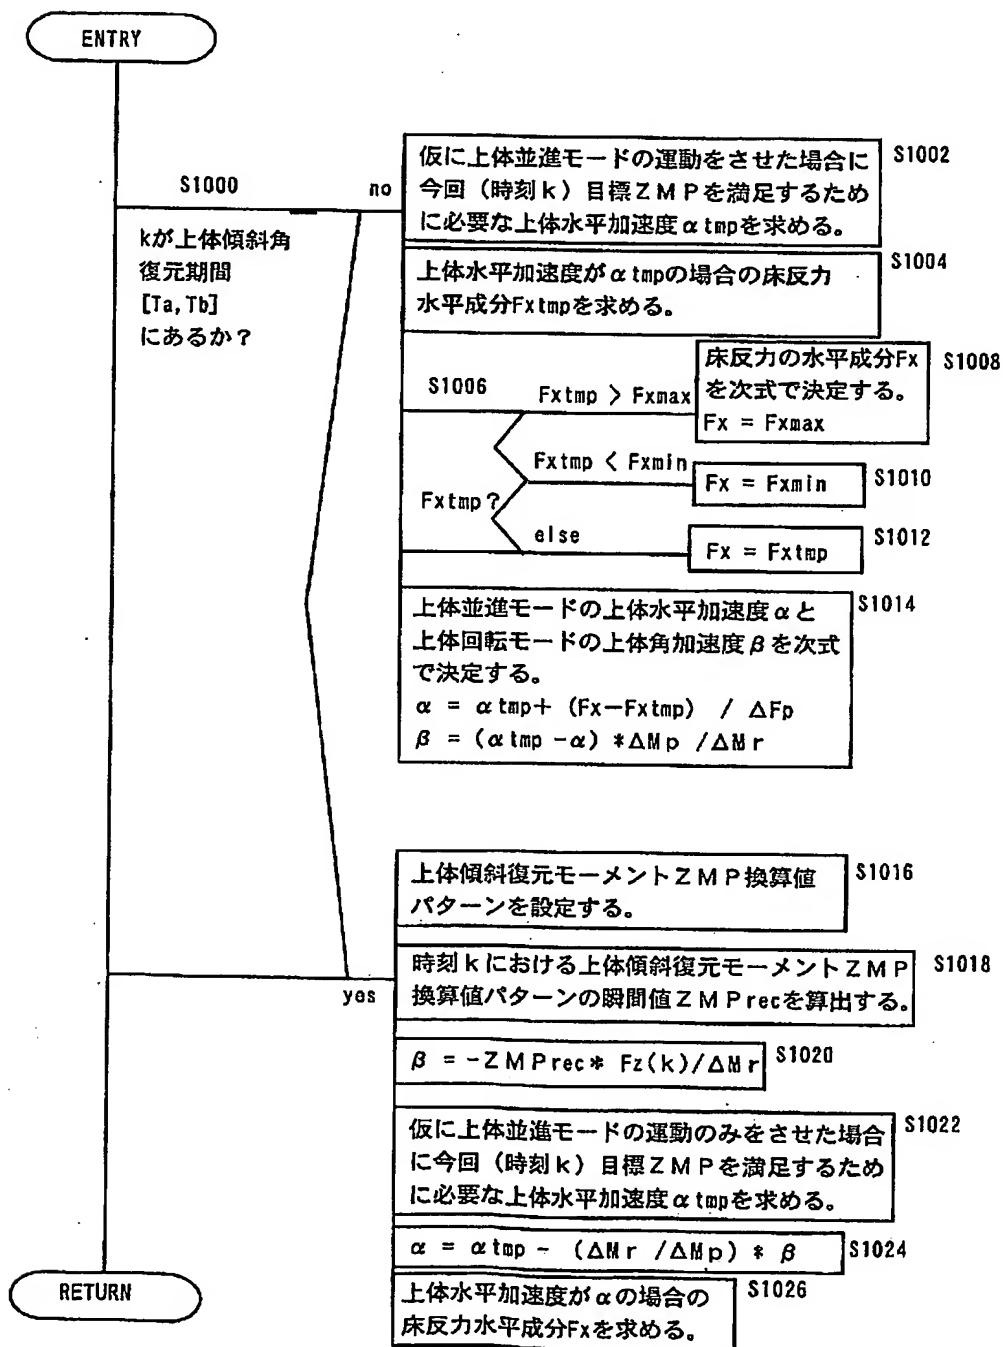 ENTRY
S1000
no
kが上体傾斜角
復元期間
[Ta,Tb]
にあるか？
仮に上体並進モードの運動をさせた場合に
今回（時刻k）目標ＺＭＰを満足するため
に必要な上体水平加速度αtmpを求める。
S1002
上体水平加速度がαtmpの場合の床反力
水平成分Fxtmpを求める。
S1004
S1006
Fxtmp？
Fxtmp > Fxmax
床反力の水平成分Fx
を次式で決定する。
Fx = Fxmax
S1008
Fxtmp < Fxmin
Fx = Fxmin
S1010
else
Fx = Fxtmp
S1012
上体並進モードの上体水平加速度αと
上体回転モードの上体角加速度βを次式
で決定する。
α = αtmp+ (Fx−Fxtmp) / ΔFp
β = (αtmp -α) *ΔMp /ΔMr
S1014
yes
上体傾斜復元モーメントＺＭＰ換算値
パターンを設定する。
S1016
時刻kにおける上体傾斜復元モーメントＺＭＰ
換算値パターンの瞬間値ＺＭＰrecを算出する。
S1018
β = -ＺＭＰrec* Fz(k)/ΔMr
S1020
仮に上体並進モードの運動のみをさせた場合
に今回（時刻k）目標ＺＭＰを満足するため
に必要な上体水平加速度αtmpを求める。
S1022
α = αtmp - (ΔMr /ΔMp) * β
S1024
上体水平加速度がαの場合の
床反力水平成分Fxを求める。
S1026
RETURN